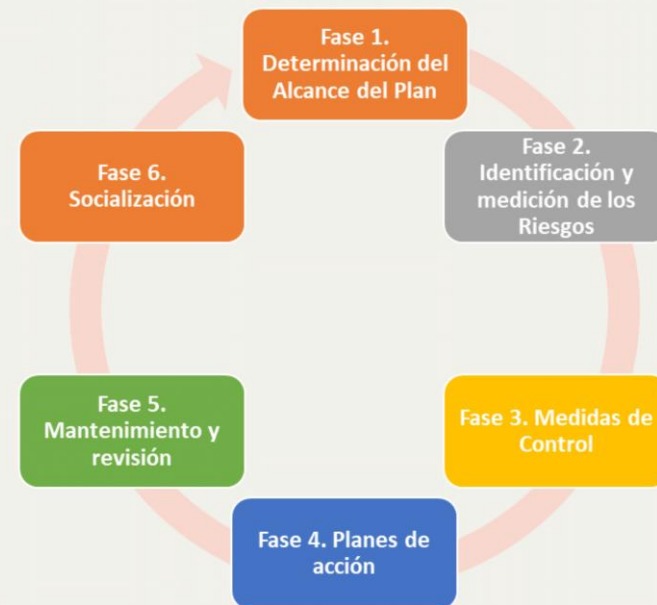 Fase 1.
Determinación del
Alcance del Plan
Fase 2.
Identificación y
medición de los
Riesgos
Fase 3. Medidas de
Control
Fase 4. Planes de
acción
Fase 5.
Mantenimiento y
revisión
Fase 6.
Socialización